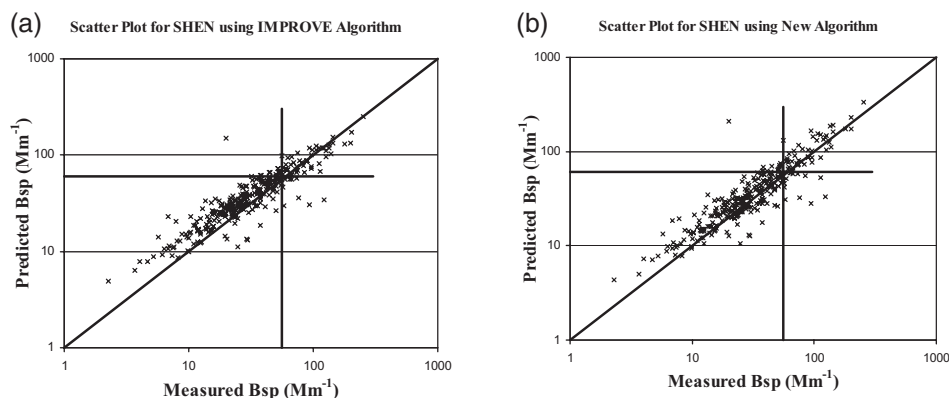 (a)
Scatter Plot for SHEN using IMPROVE Algorithm
Predicted Bsp (Mm⁻¹)
1000
100
10
1
1 10 100 1000
Measured Bsp (Mm⁻¹)
(b)
Scatter Plot for SHEN using New Algorithm
Predicted Bsp (Mm⁻¹)
1000
100
10
1
1 10 100 1000
Measured Bsp (Mm⁻¹)